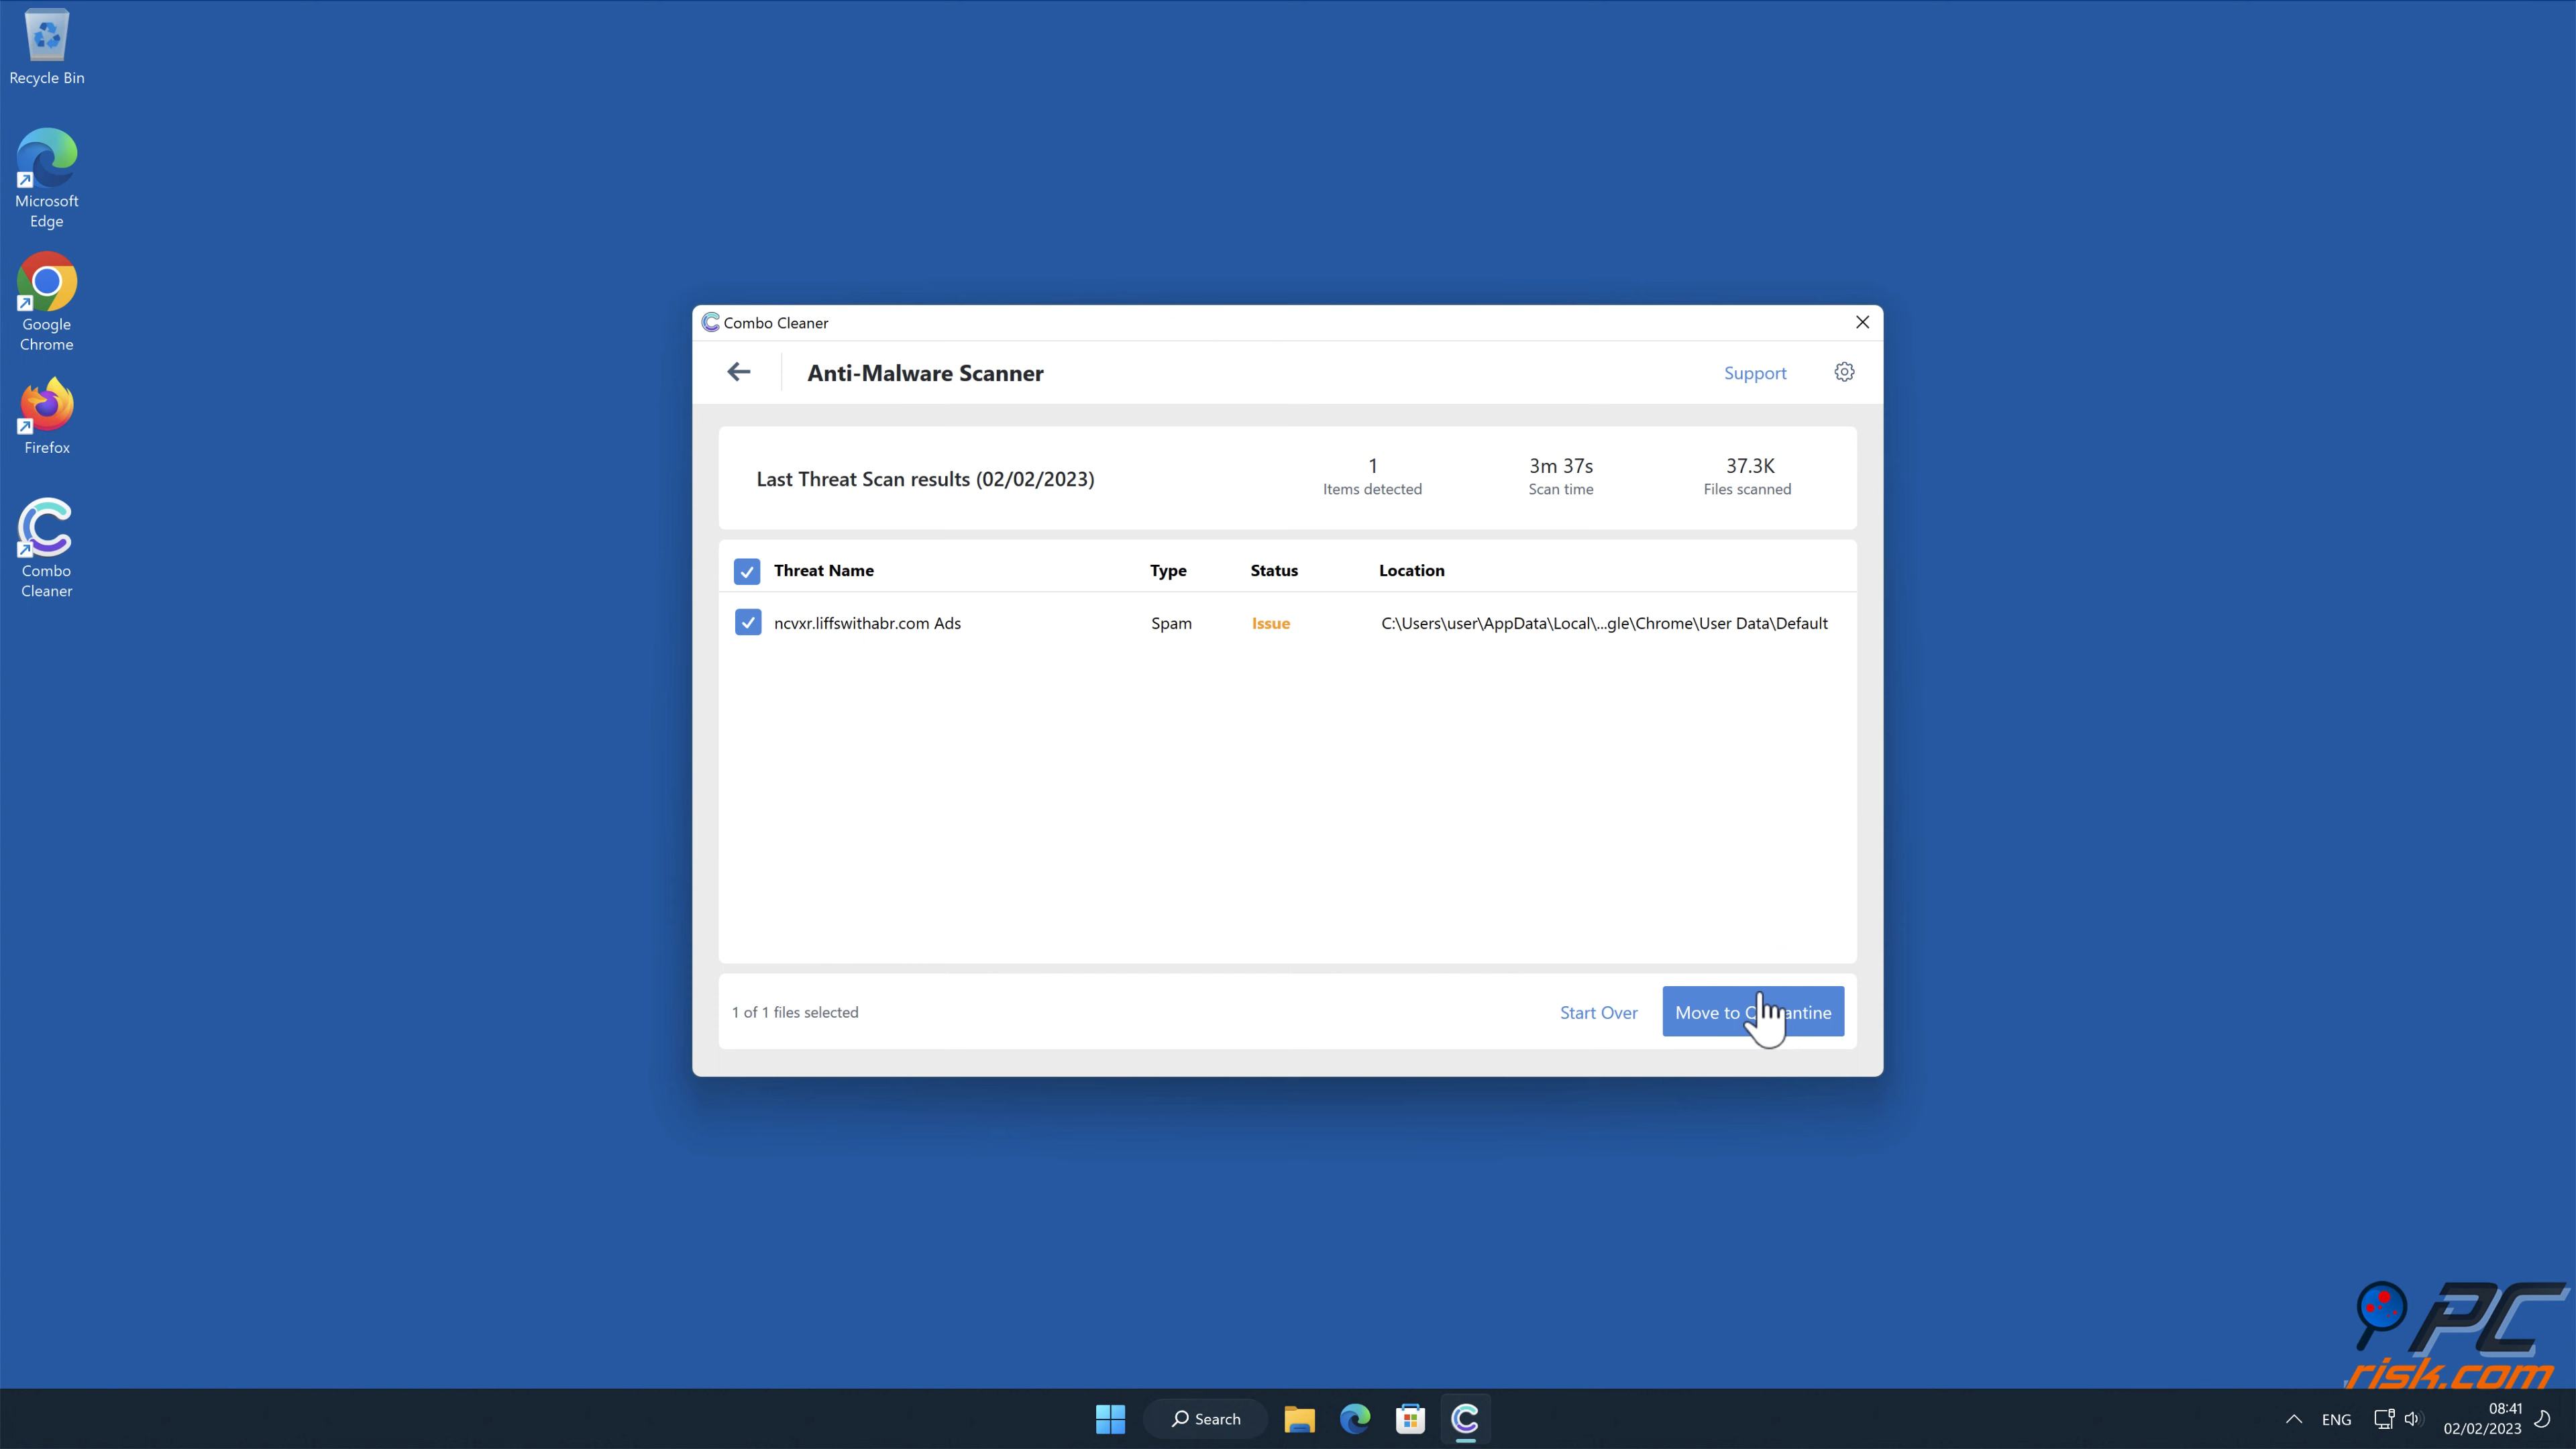 Recycle Bin
Microsoft
Edge
Google
Chrome
Firefox
Combo
Cleaner
Combo Cleaner
Anti-Malware Scanner
Support
Last Threat Scan results (02/02/2023)
1
Items detected
3m 37s
Scan time
37.3K
Files scanned
Threat Name Type Status Location
ncvxr.liffswithabr.com Ads Spam Issue C:\Users\user\AppData\Local\...gle\Chrome\User Data\Default
1 of 1 files selected
Start Over
Move to antine
PC
risk.com
Search
ENG
08:41
02/02/2023